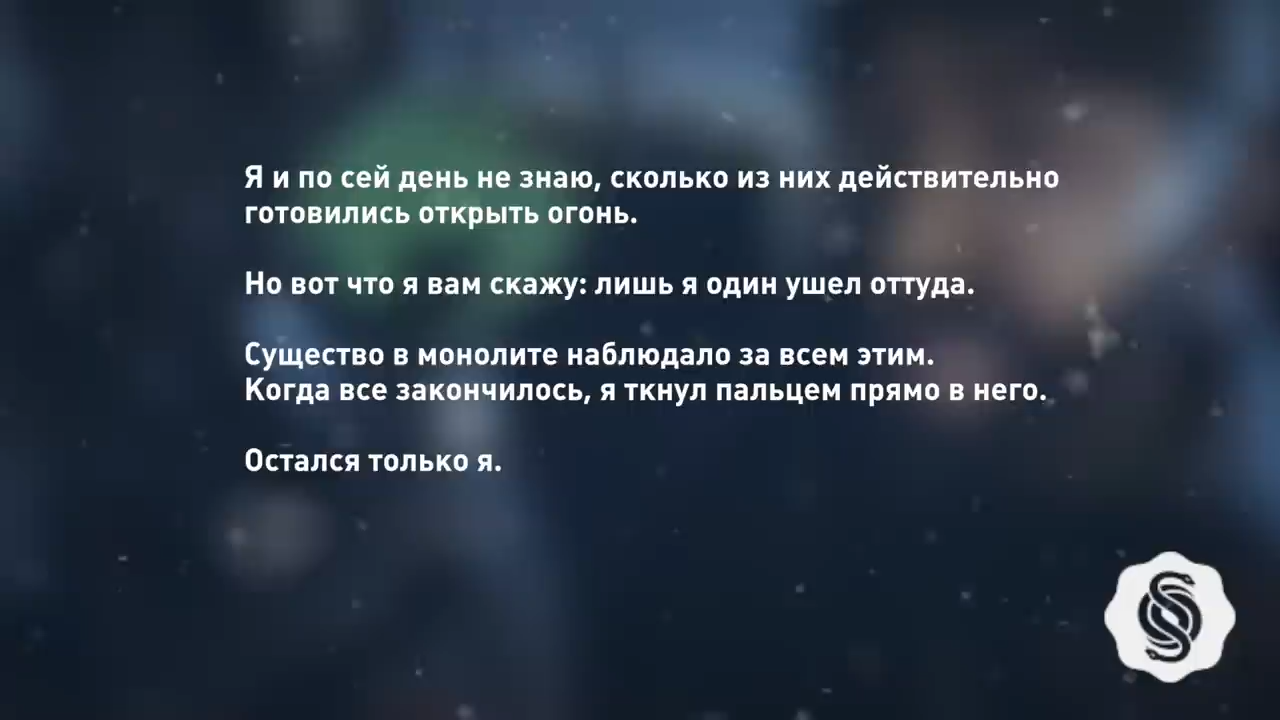 Я и по сей день не знаю, сколько из них действительно
готовились открыть огонь.
Но вот что я вам скажу: лишь я один ушел оттуда.
Существо в монолите наблюдало за всем этим.
Когда все закончилось, я ткнул пальцем прямо в него.
Остался только я.